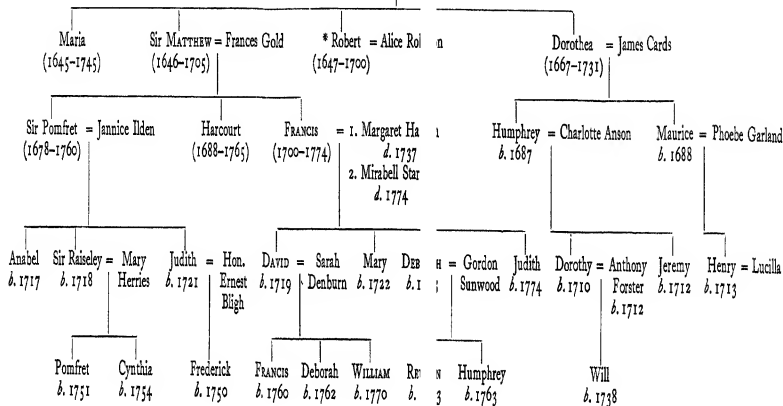 Maria Sir MATTHEW = Frances Gold * Robert = Alice Dorothea = James Cards
(1645–1745) (1646–1705) (1647–1700) (1667–1731)
Sir Pomfret = Jannice Ilden Harcourt FRANCIS = 1. Margaret Humphrey = Charlotte Anson Maurice = Phoebe Garland
(1678–1760) (1688–1765) (1700–1774) d. 1737 b. 1687 b. 1688
2. Mirabell Star
d. 1774
Anabel Sir Raiseley = Mary Judith = Hon. DAVID = Sarah Mary = Gordon Judith Dorothy = Anthony Jeremy Henry = Lucilla
b. 1717 b. 1718 Herries b. 1721 Ernest b. 1719 Denburn b. 1722 Sunwood b. 1774 b. 1710 Forster b. 1712 b. 1713
Bligh b. 1712
Pomfret Cynthia Frederick FRANCIS Deborah WILLIAM Humphrey Will
b. 1751 b. 1754 b. 1750 b. 1760 b. 1762 b. 1770 b. b. 1763 b. 1738